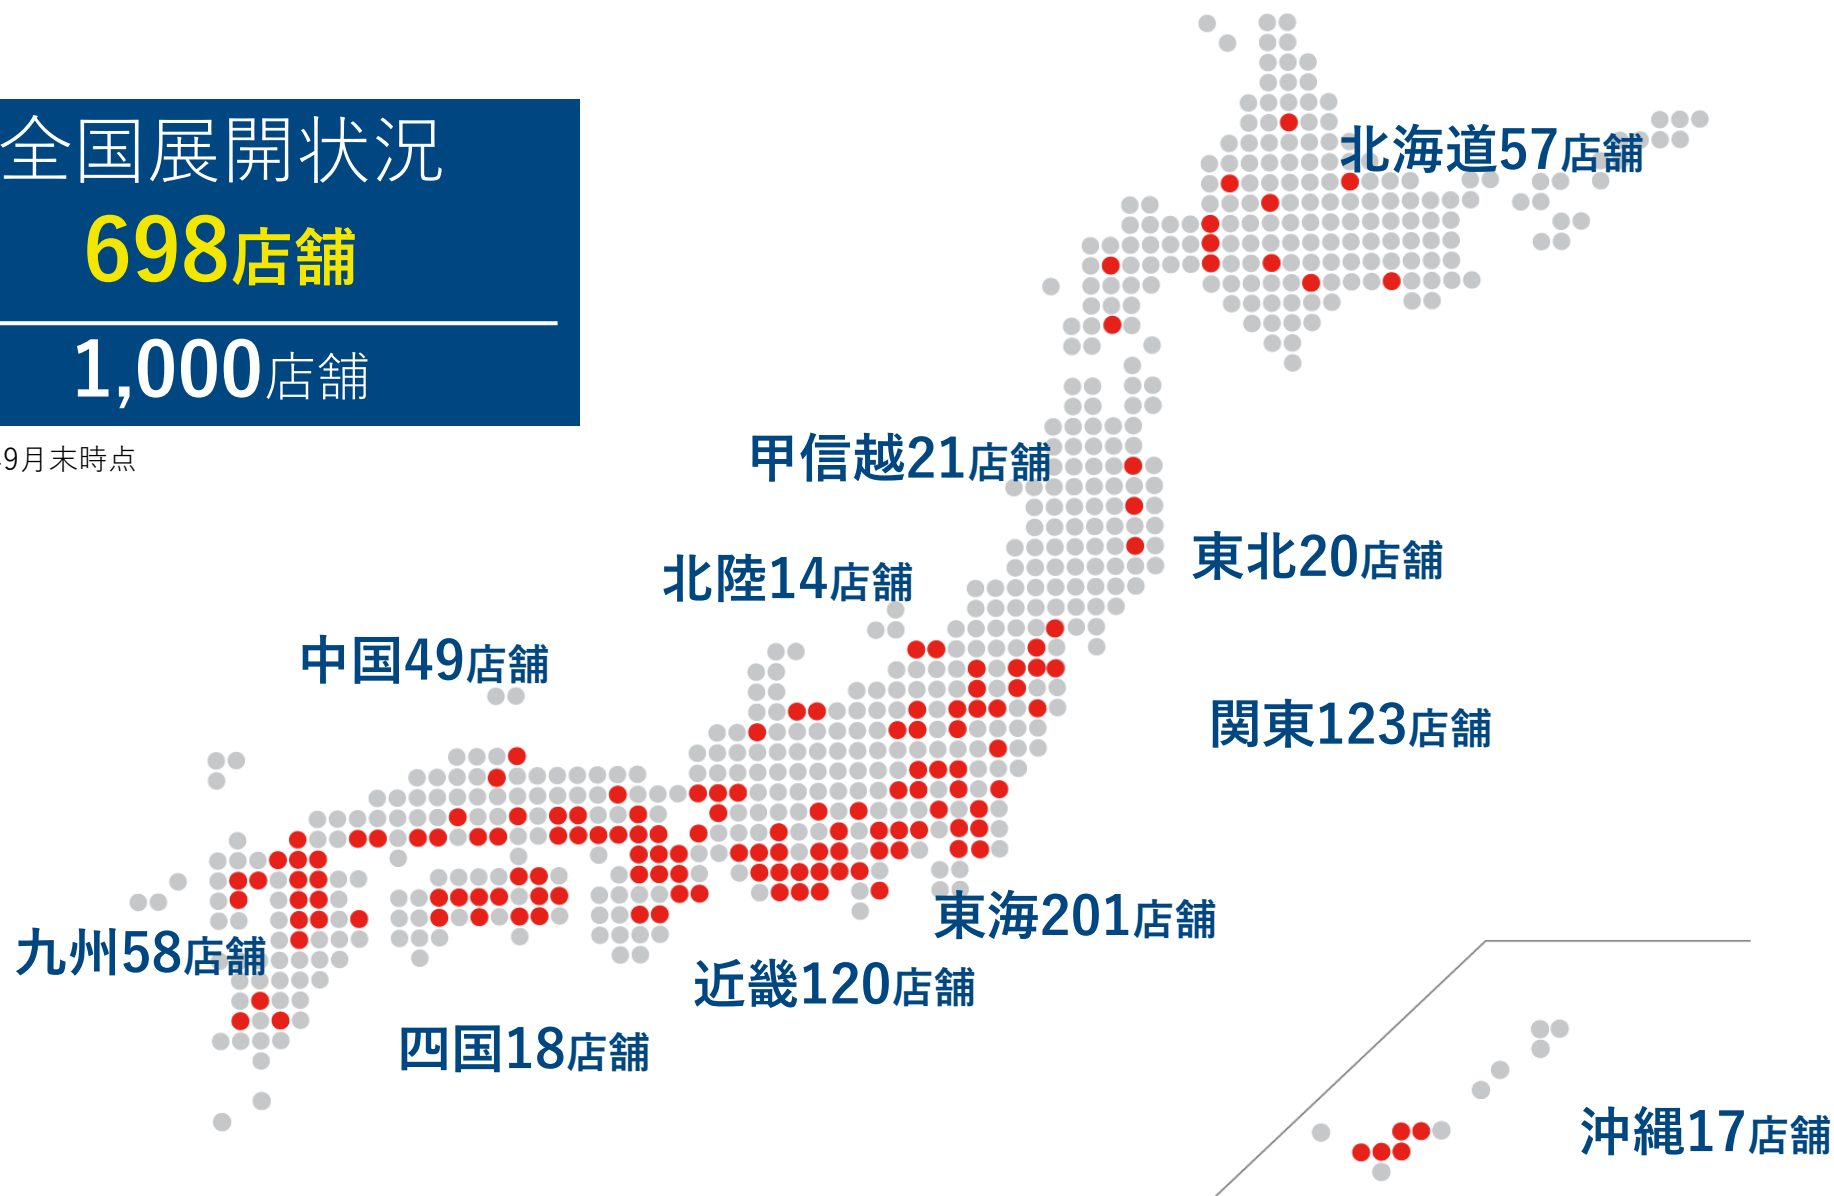 全国展開状況
698店舗
1,000店舗
9月末時点
北海道57店舗
甲信越21店舗
東北20店舗
北陸14店舗
中国49店舗
関東123店舗
東海201店舗
九州58店舗
近畿120店舗
四国18店舗
沖縄17店舗